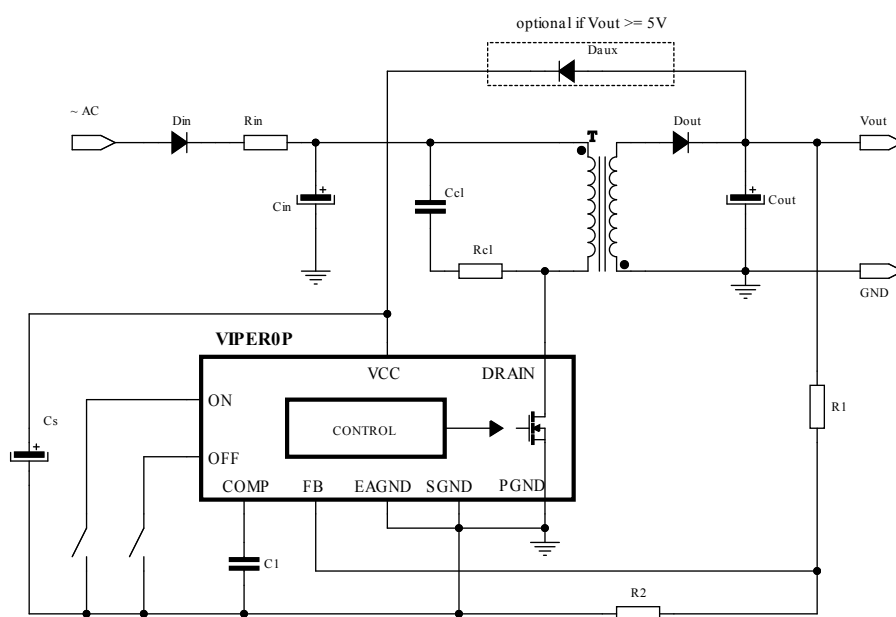 optional if Vout >= 5V
Daux
~ AC
Din
Rin
T
Dout
Vout
+
Cin
Ccl
+
Cout
Rcl
GND
VIPER0P
VCC
DRAIN
ON
R1
Cs
+
CONTROL
OFF
COMP
FB
EAGND
SGND
PGND
C1
R2